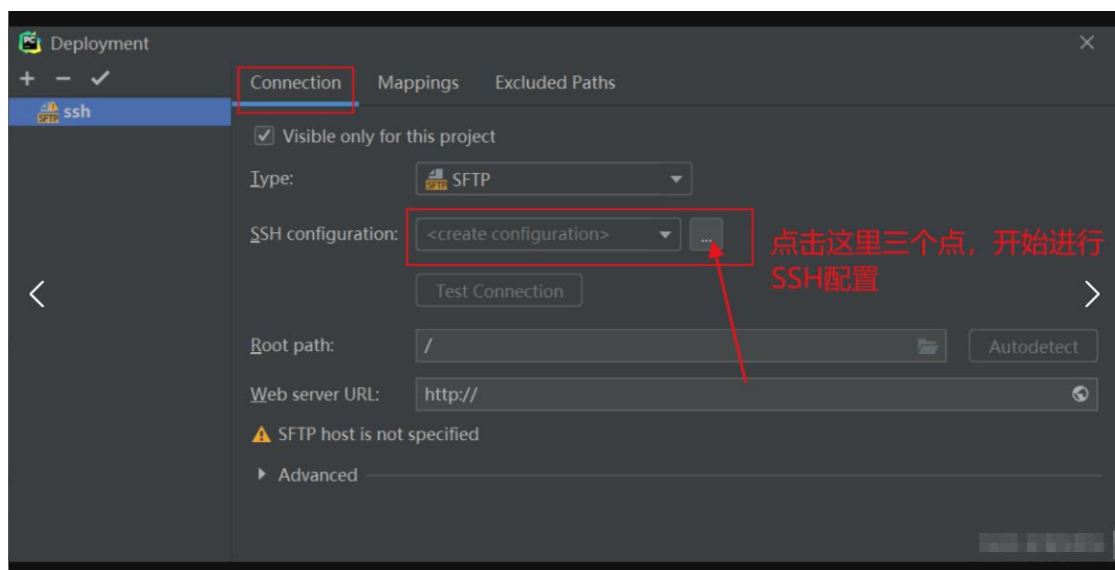 Deployment
Connection Mappings Excluded Paths
ssh
Visible only for this project
Type: SFTP
SSH configuration: <create configuration> ...
点击这里三个点，开始进行
SSH配置
Test Connection
Root path: / Autodetect
Web server URL: http://
SFTP host is not specified
Advanced